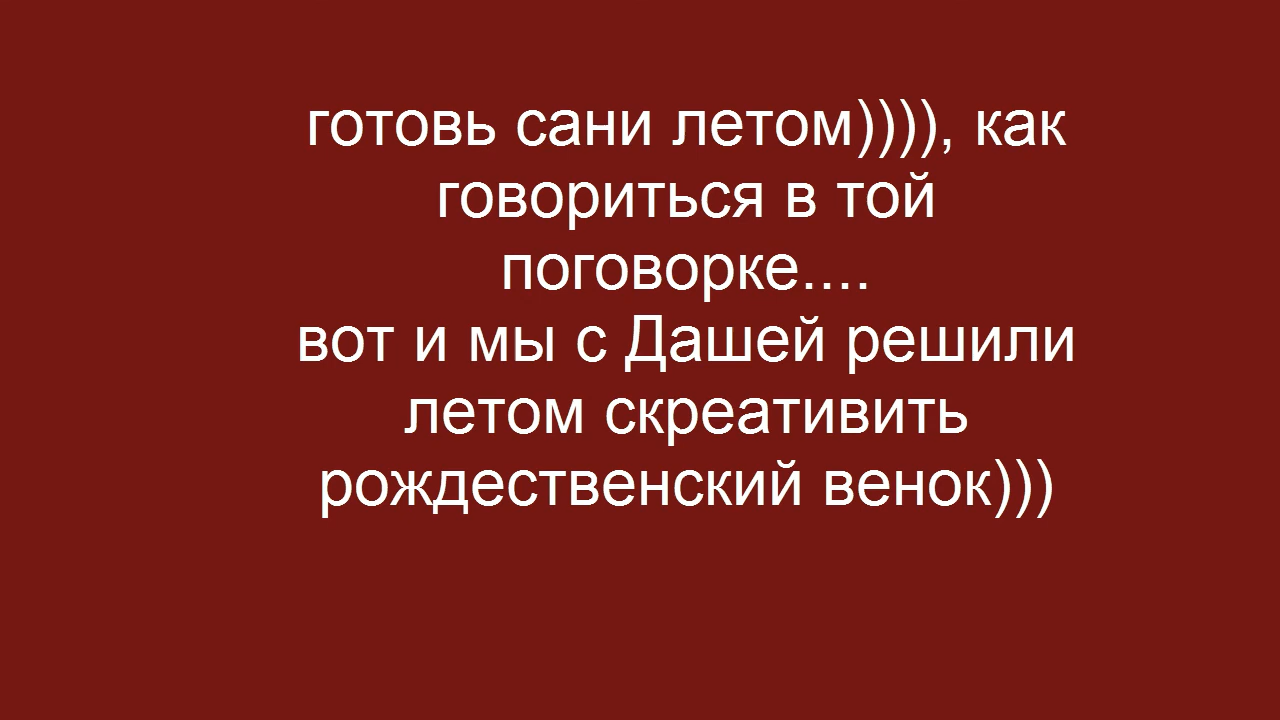 готовь сани летом)))), как
говориться в той
поговорке....
вот и мы с Дашей решили
летом скреативить
рождественский венок)))